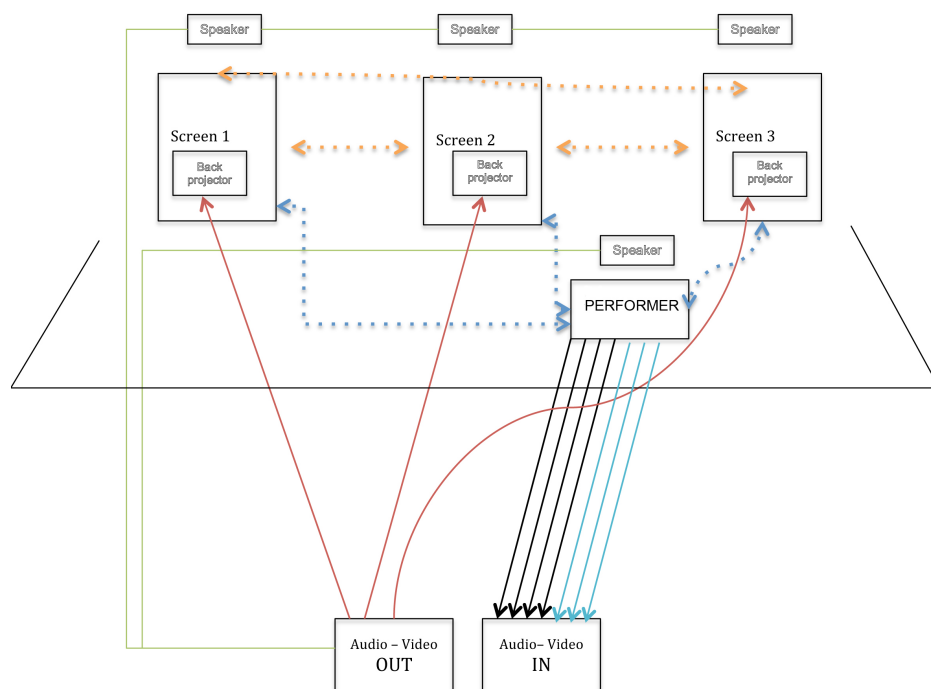 Speaker
Speaker
Speaker
Screen 1
Screen 2
Screen 3
Back
projector
Back
projector
Back
projector
Speaker
PERFORMER
Audio – Video
OUT
Audio– Video
IN